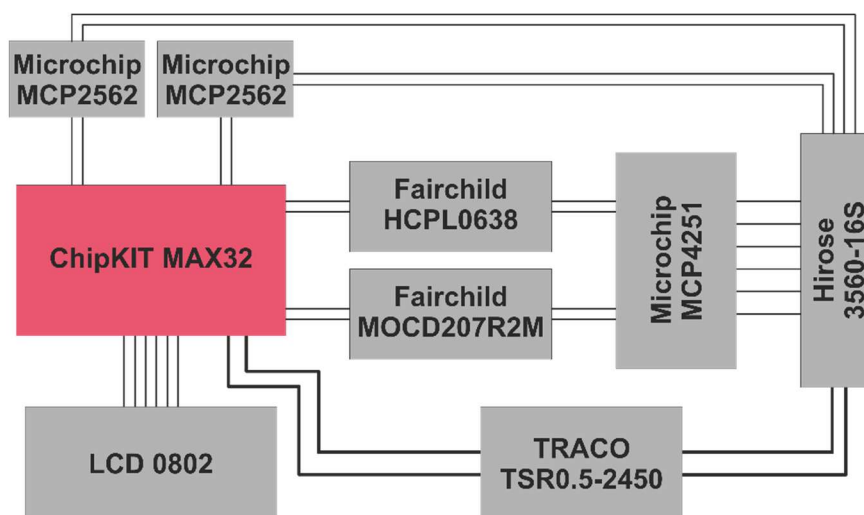 Microchip
MCP2562
Microchip
MCP2562
ChipKIT MAX32
Fairchild
HCPL0638
Fairchild
MOCD207R2M
Microchip
MCP4251
Hirose
3560-16S
LCD 0802
TRACO
TSR0.5-2450